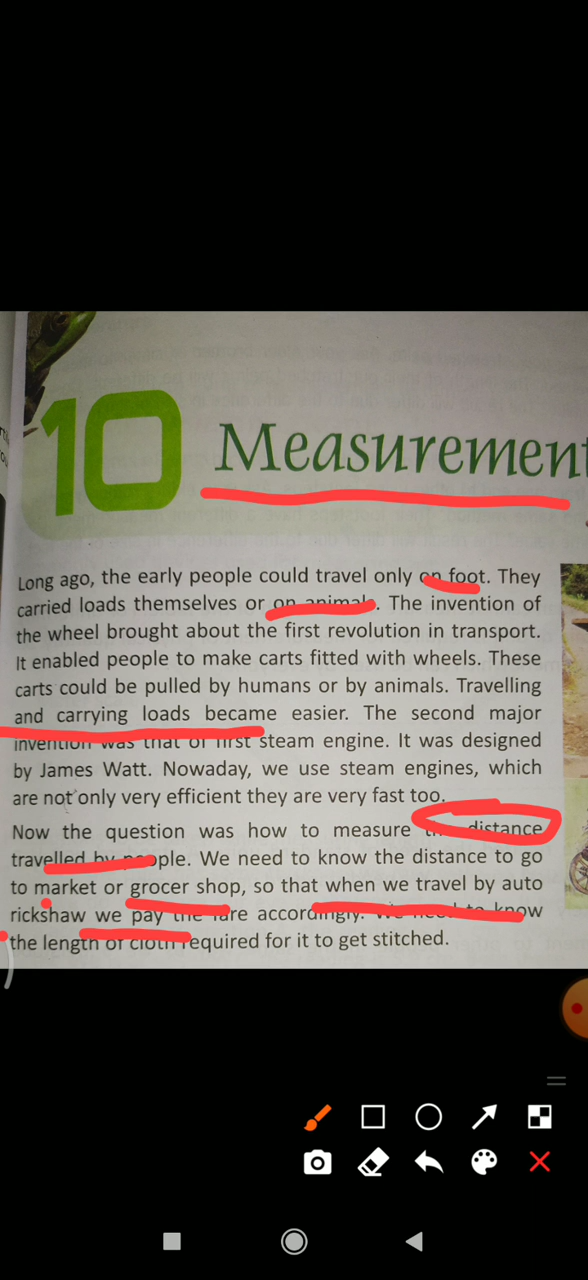 10
Measurement
Long ago, the early people could travel only on foot. They
carried loads themselves or on animals. The invention of
the wheel brought about the first revolution in transport.
It enabled people to make carts fitted with wheels. These
carts could be pulled by humans or by animals. Travelling
and carrying loads became easier. The second major
invention was that of first steam engine. It was designed
by James Watt. Nowaday, we use steam engines, which
are not only very efficient they are very fast too.
Now the question was how to measure the distance
travelled by people. We need to know the distance to go
to market or grocer shop, so that when we travel by auto
rickshaw we pay the fare accordingly. We need to know
the length of cloth required for it to get stitched.